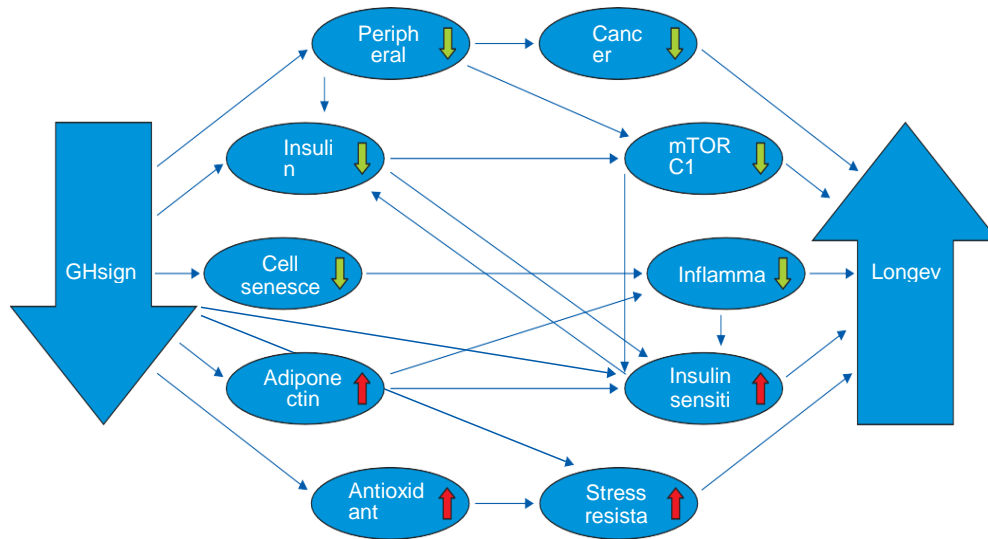 Periph
eral
Canc
er
Insuli
n
mTOR
C1
GHsign
Cell
senesce
Inflamma
Longev
Adipone
ctin
Insulin
sensiti
Antioxid
ant
Stress
resista